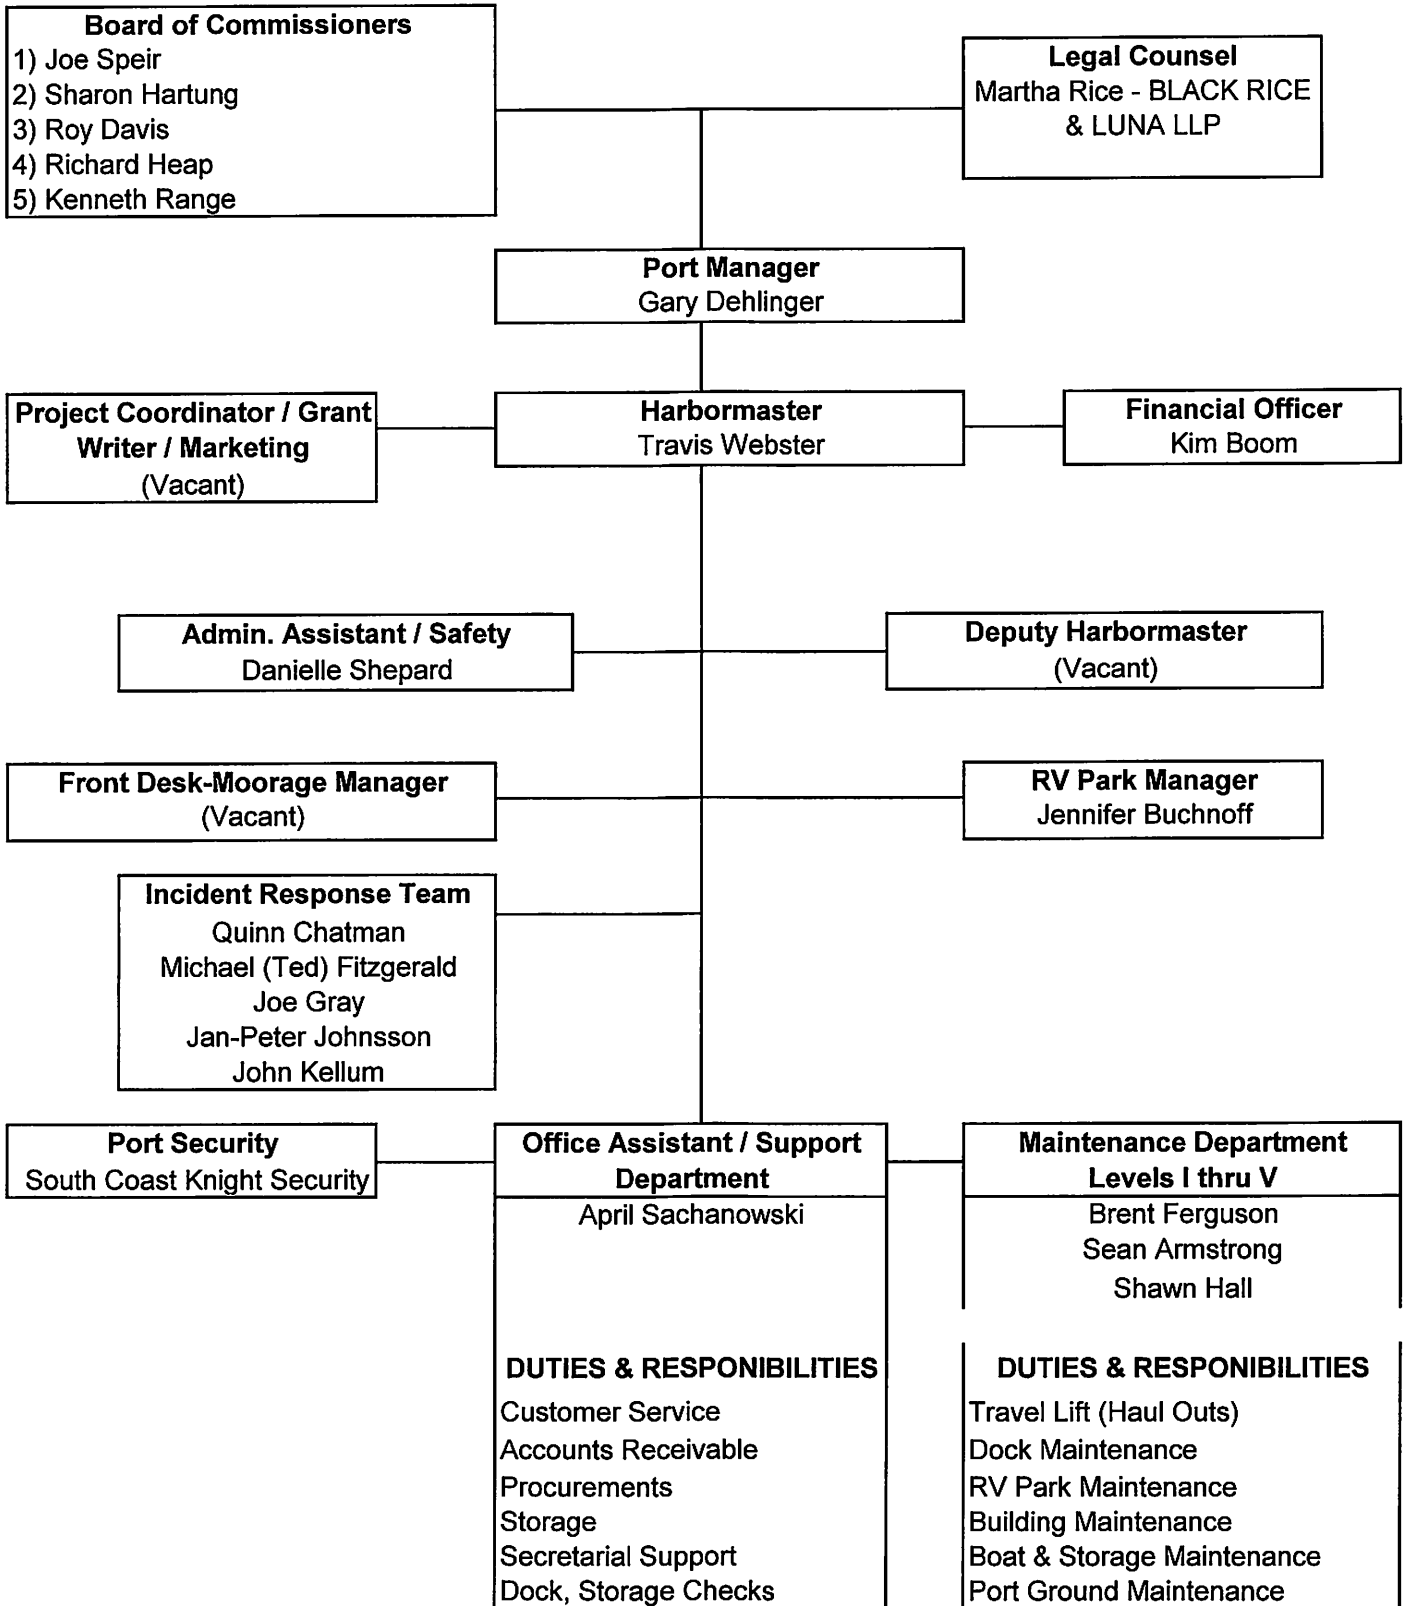 Board of Commissioners
1) Joe Speir
2) Sharon Hartung
3) Roy Davis
4) Richard Heap
5) Kenneth Range
Legal Counsel
Martha Rice - BLACK RICE
& LUNA LLP
Port Manager
Gary Dehlinger
Project Coordinator / Grant
Writer / Marketing
(Vacant)
Harbormaster
Travis Webster
Financial Officer
Kim Boom
Admin. Assistant / Safety
Danielle Shepard
Deputy Harbormaster
(Vacant)
Front Desk-Moorage Manager
(Vacant)
RV Park Manager
Jennifer Buchnoff
Incident Response Team
Quinn Chatman
Michael (Ted) Fitzgerald
Joe Gray
Jan-Peter Johnsson
John Kellum
Port Security
South Coast Knight Security
Office Assistant / Support
Department
April Sachanowski
DUTIES & RESPONIBILITIES
Customer Service
Accounts Receivable
Procurements
Storage
Secretarial Support
Dock, Storage Checks
Maintenance Department
Levels I thru V
Brent Ferguson
Sean Armstrong
Shawn Hall
DUTIES & RESPONIBILITIES
Travel Lift (Haul Outs)
Dock Maintenance
RV Park Maintenance
Building Maintenance
Boat & Storage Maintenance
Port Ground Maintenance